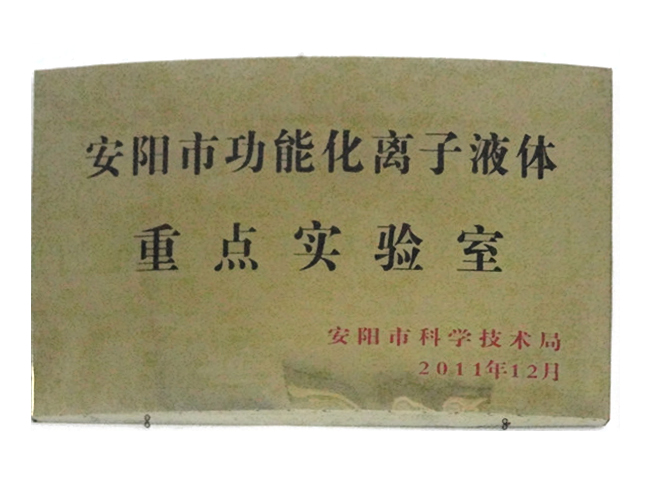 安阳市功能化离子液体
重点实验室
安阳市科学技术局
2011年12月